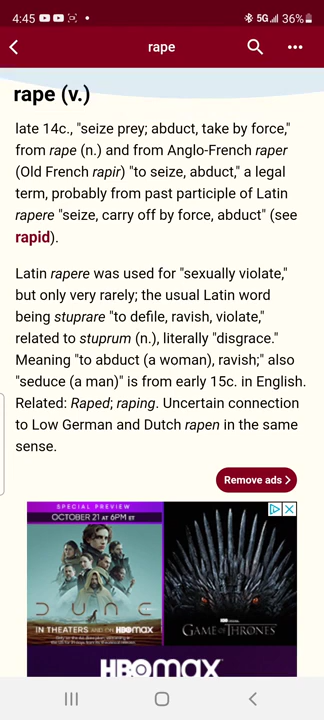 4:45
5G 36%
rape
rape (v.)
late 14c., "seize prey; abduct, take by force,"
from rape (n.) and from Anglo-French raper
(Old French rapir) "to seize, abduct," a legal
term, probably from past participle of Latin
rapere "seize, carry off by force, abduct" (see
rapid).
Latin rapere was used for "sexually violate,"
but only very rarely; the usual Latin word
being stuprare "to defile, ravish, violate,"
related to stuprum (n.), literally "disgrace."
Meaning "to abduct (a woman), ravish;" also
"seduce (a man)" is from early 15c. in English.
Related: Raped; raping. Uncertain connection
to Low German and Dutch rapen in the same
sense.
Remove ads
SPECIAL PREVIEW
OCTOBER 21 AT 6PM ET
DUNE
IN THEATERS AND ON HBOMAX
GAME OF THRONES
HBOMAX